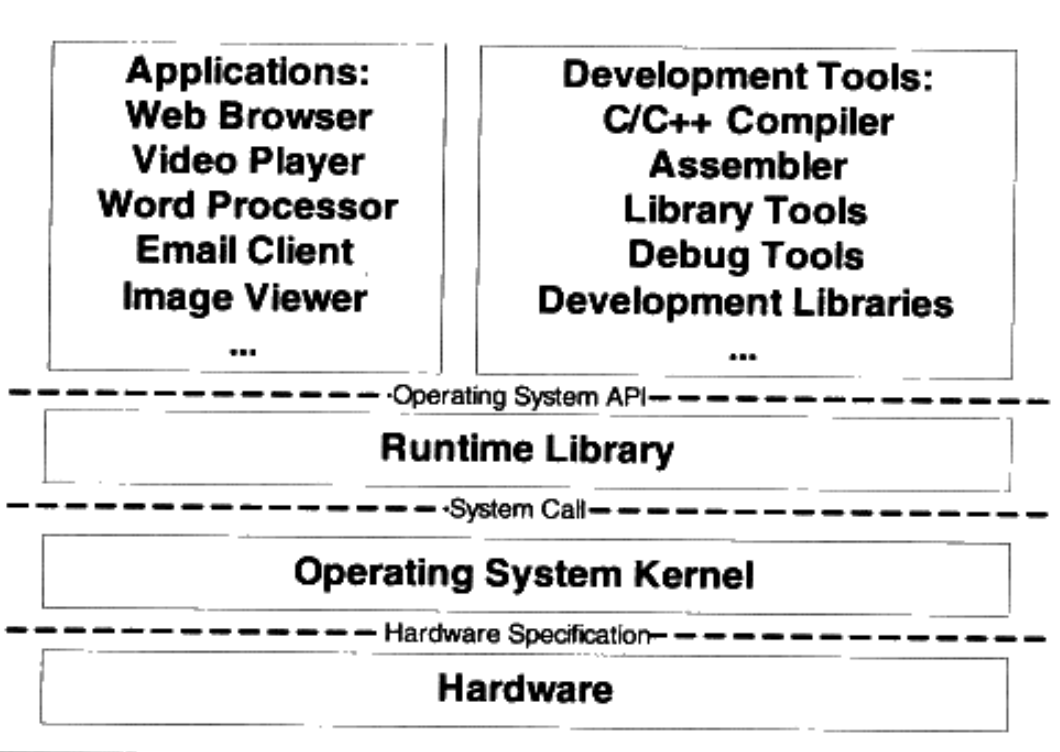 Applications:
Web Browser
Video Player
Word Processor
Email Client
Image Viewer
...
Development Tools:
C/C++ Compiler
Assembler
Library Tools
Debug Tools
Development Libraries
...
Operating System API
Runtime Library
System Call
Operating System Kernel
Hardware Specification
Hardware